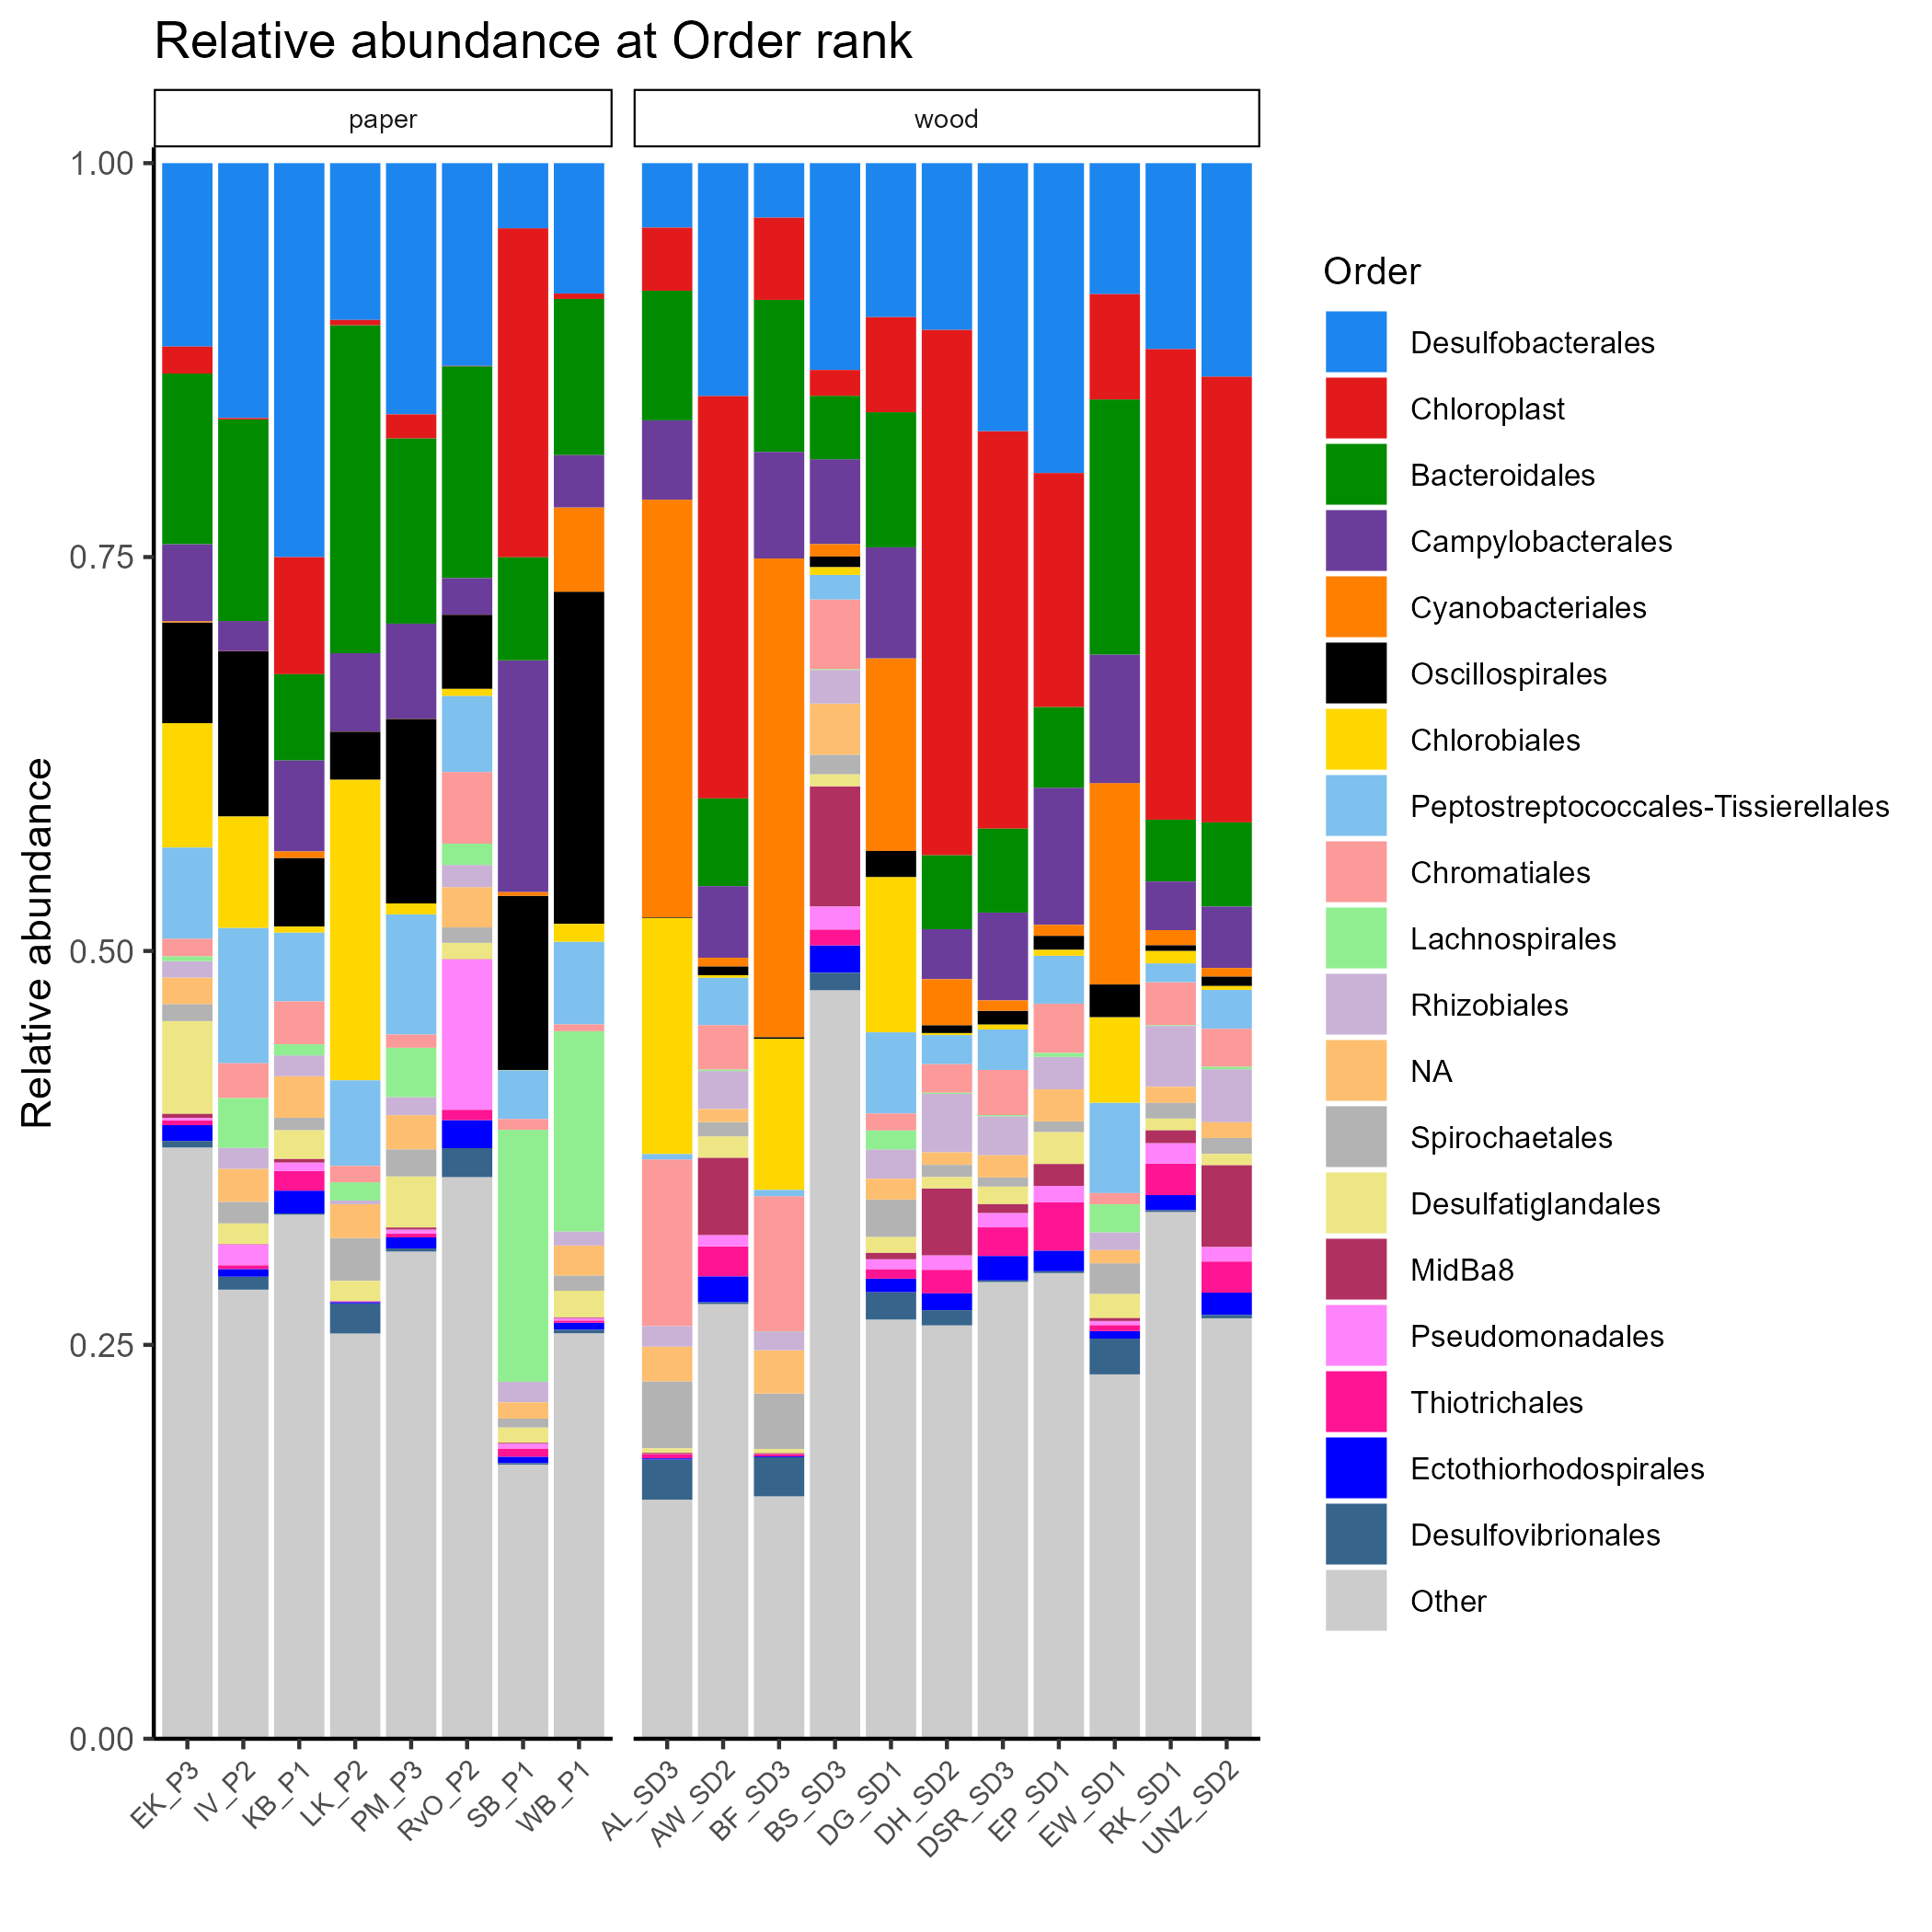 Relative abundance at Order rank
paper
wood
1.00
0.75
0.50
0.25
0.00
Relative abundance
EK_P3
IV_P2
KB_P1
LK_P2
PM_P3
RvO_P2
SB_P1
WB_P1
AL_SD3
AW_SD2
BF_SD3
BS_SD3
DG_SD1
DH_SD2
DSR_SD3
EP_SD1
EW_SD1
RK_SD1
UNZ_SD2
Order
Desulfobacterales
Chloroplast
Bacteroidales
Campylobacterales
Cyanobacteriales
Oscillospirales
Chlorobiales
Peptostreptococcales-Tissierellales
Chromatiales
Lachnospirales
Rhizobiales
NA
Spirochaetales
Desulfatiglandales
MidBa8
Pseudomonadales
Thiotrichales
Ectothiorhodospirales
Desulfovibrionales
Other